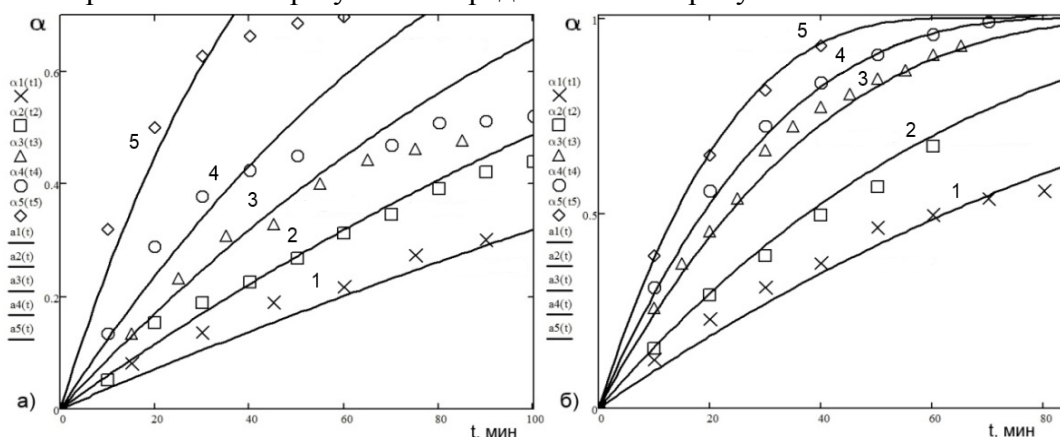 α
0.6
0.4
0.2
0
0
20
40
60
80
100
t, мин
а)
α1(t1)
α2(t2)
α3(t3)
α4(t4)
α5(t5)
a1(t)
a2(t)
a3(t)
a4(t)
a5(t)
5
4
3
2
1
α
1
0.5
0
0
20
40
60
80
t, мин
б)
α1(t1)
α2(t2)
α3(t3)
α4(t4)
α5(t5)
a1(t)
a2(t)
a3(t)
a4(t)
a5(t)
5
4
3
2
1